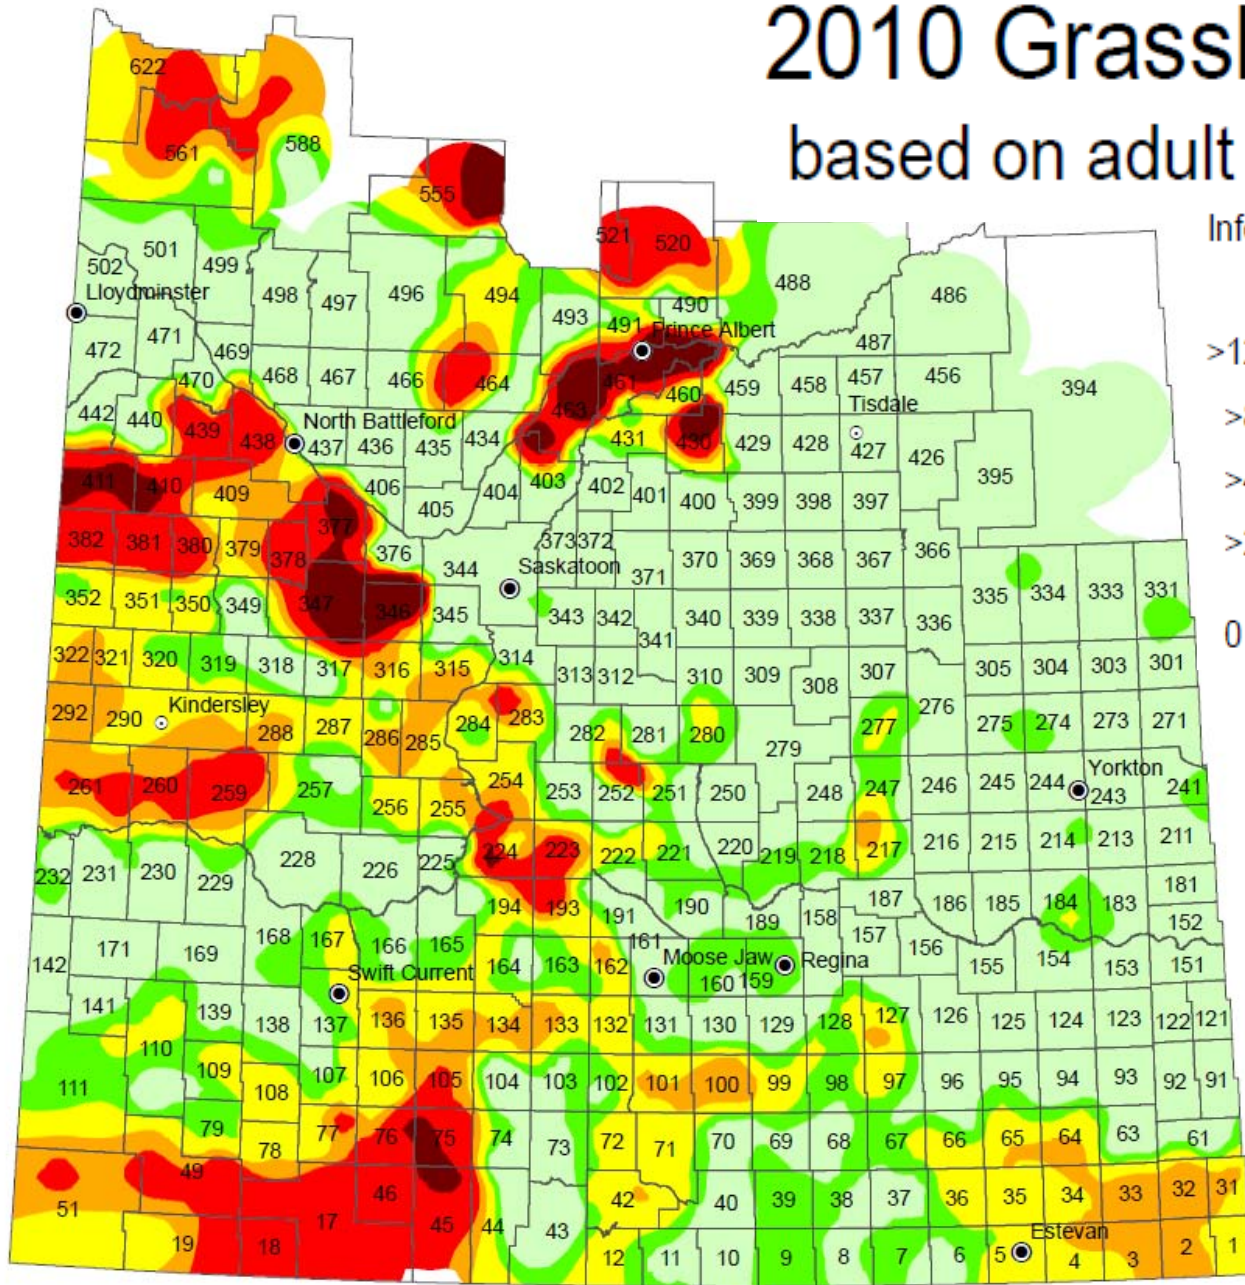 2010 Grassh
based on adult
Info
>12
>8
>4
>2
0
622
561 588
555
521 520
501
502 499
Lloydminster
498 497 496 494 488 486
493 490
491 Prince Albert
472 471 469 487
470 468 467 466 464 461 460 459 458 457 456 394
463 Tisdale
442 440 439 438 North Battleford
437 436 435 434 431 430 429 428 427 426
411 410 409 406 405 404 403 402 401 400 399 398 397 395
382 381 380 379 378 377 376 344 373 372 371 370 369 368 367 366
Saskatoon
352 351 350 349 347 346 345 343 342 341 340 339 338 337 336 335 334 333 331
322 321 320 319 318 317 316 315 314 313 312 310 309 308 307 305 304 303 301
292 290 Kindersley
288 287 286 285 284 283 282 281 280 279 277 276 275 274 273 271
261 260 259 257 256 255 254 253 252 251 250 248 247 246 245 244 Yorkton
243 241
232 231 230 229 228 226 225 224 223 222 221 220 219 218 217 216 215 214 213 211
194 193 191 190 189 158 187 186 185 184 183 181
152
142 171 169 168 167 166 165 164 163 162 161 Moose Jaw
160 159 Regina
157 156 155 154 153 151
Swift Current
141 139 138 137 136 135 134 133 132 131 130 129 128 127 126 125 124 123 122 121
111 110 109 108 107 106 105 104 103 102 101 100 99 98 97 96 95 94 93 92 91
79 78 77 76 75 74 73 72 71 70 69 68 67 66 65 64 63 61
51 49 46 45 44 43 42 40 39 38 37 36 35 34 33 32 31
19 18 17 12 11 10 9 8 7 6 5 Estevan
4 3 2 1